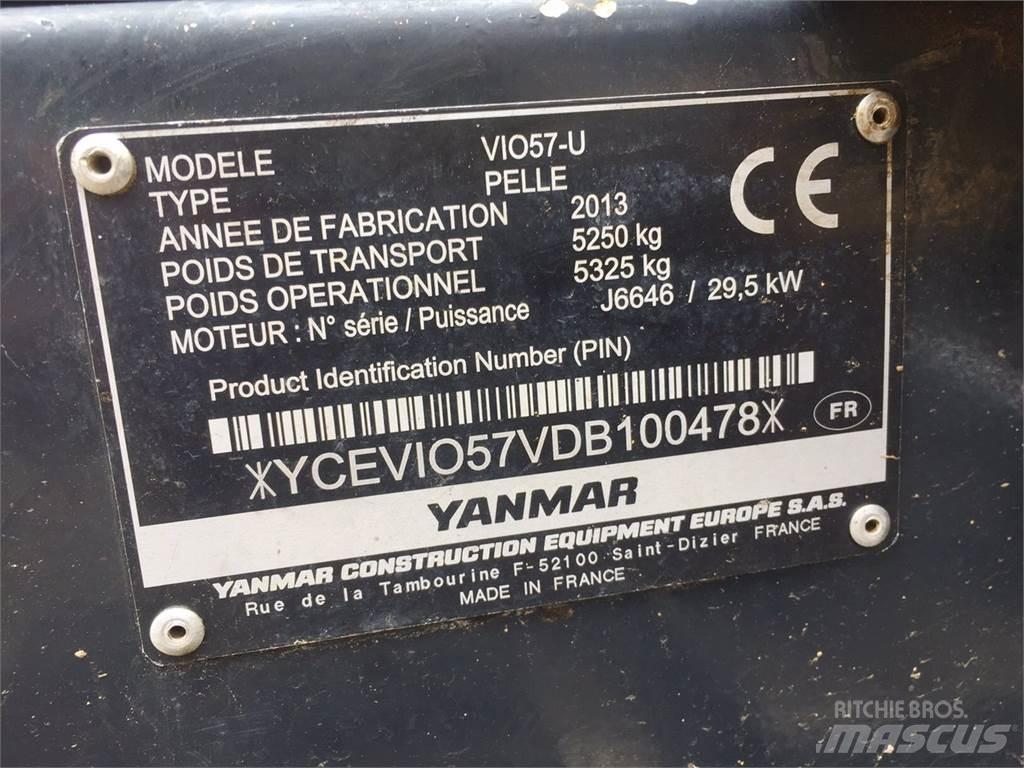 MODELE VIO57-U
TYPE PELLE
ANNEE DE FABRICATION 2013
POIDS DE TRANSPORT 5250 kg
POIDS OPERATIONNEL 5325 kg
MOTEUR : N° série / Puissance J6646 / 29,5 kW
CE
Product Identification Number (PIN)
YCEVIO57VDB100478
FR
YANMAR
YANMAR CONSTRUCTION EQUIPMENT EUROPE S.A.S.
Rue de la Tambourine F-52100 Saint-Dizier FRANCE
MADE IN FRANCE
RITCHIE BROS.
MASCUS